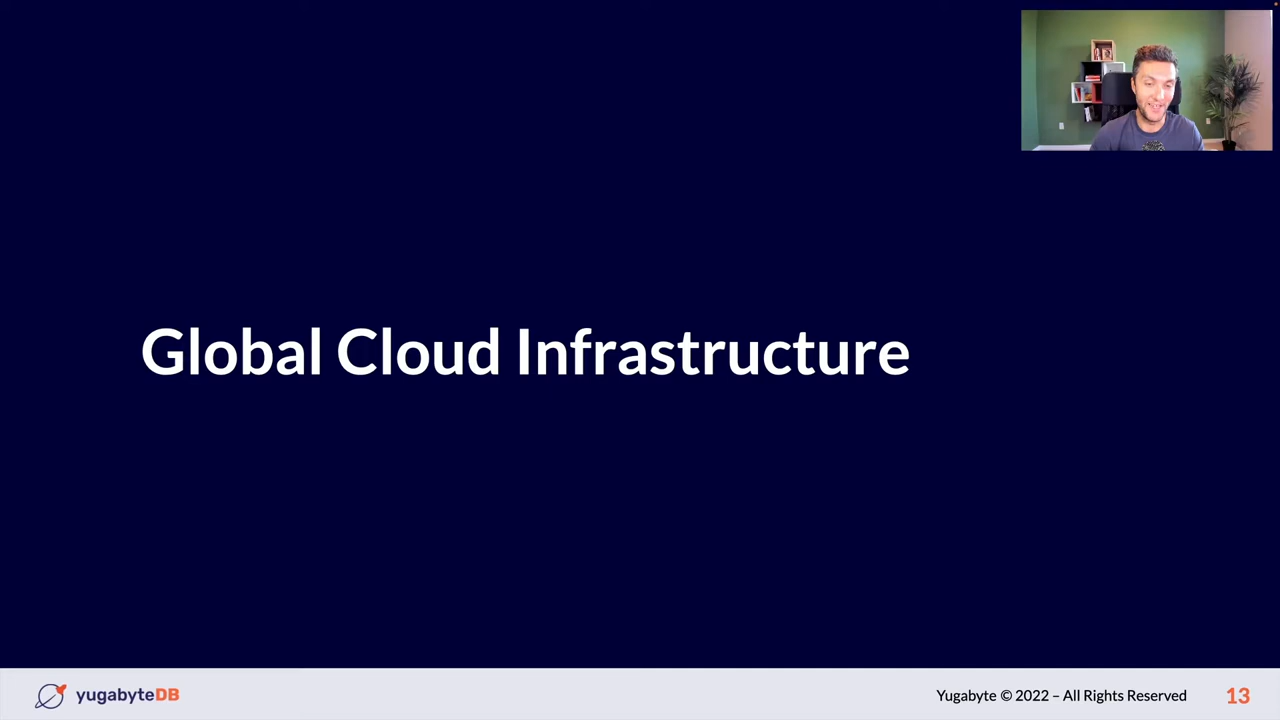 Global Cloud Infrastructure
yugabyteDB
Yugabyte © 2022 – All Rights Reserved
13